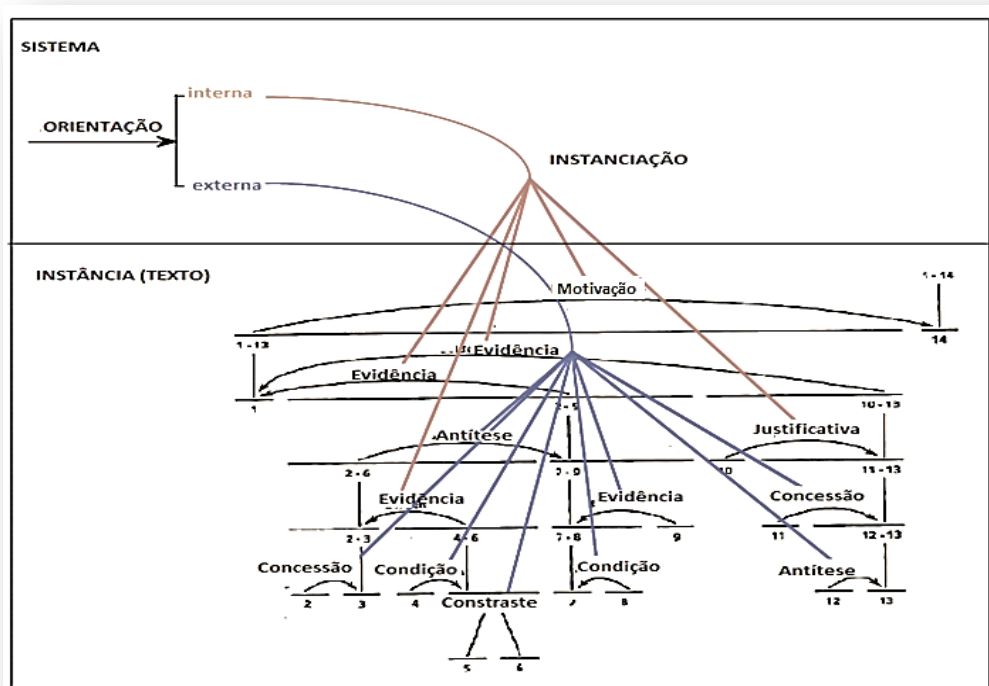 SISTEMA
interna
ORIENTAÇÃO
INSTANCIAÇÃO
externa
INSTÂNCIA (TEXTO)
1-14
Motivação
1-13
14
Evidência
Evidência
1
10-13
Antítese
Justificativa
2-6
10
11-13
Evidência
Evidência
Concessão
2-3
4-6
7-8
9
11
12-13
Concessão
Condição
Condição
Antítese
2
3
4
Constraste
7
8
12
13
5
6